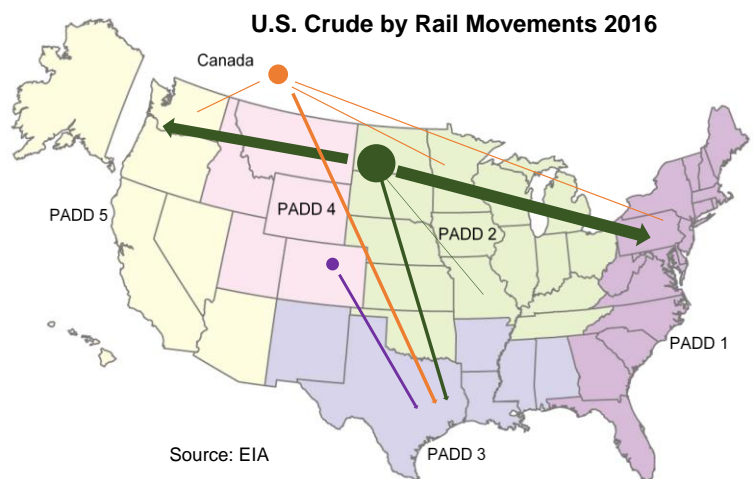 U.S. Crude by Rail Movements 2016
Canada
PADD 5
PADD 4
PADD 2
PADD 1
Source: EIA
PADD 3